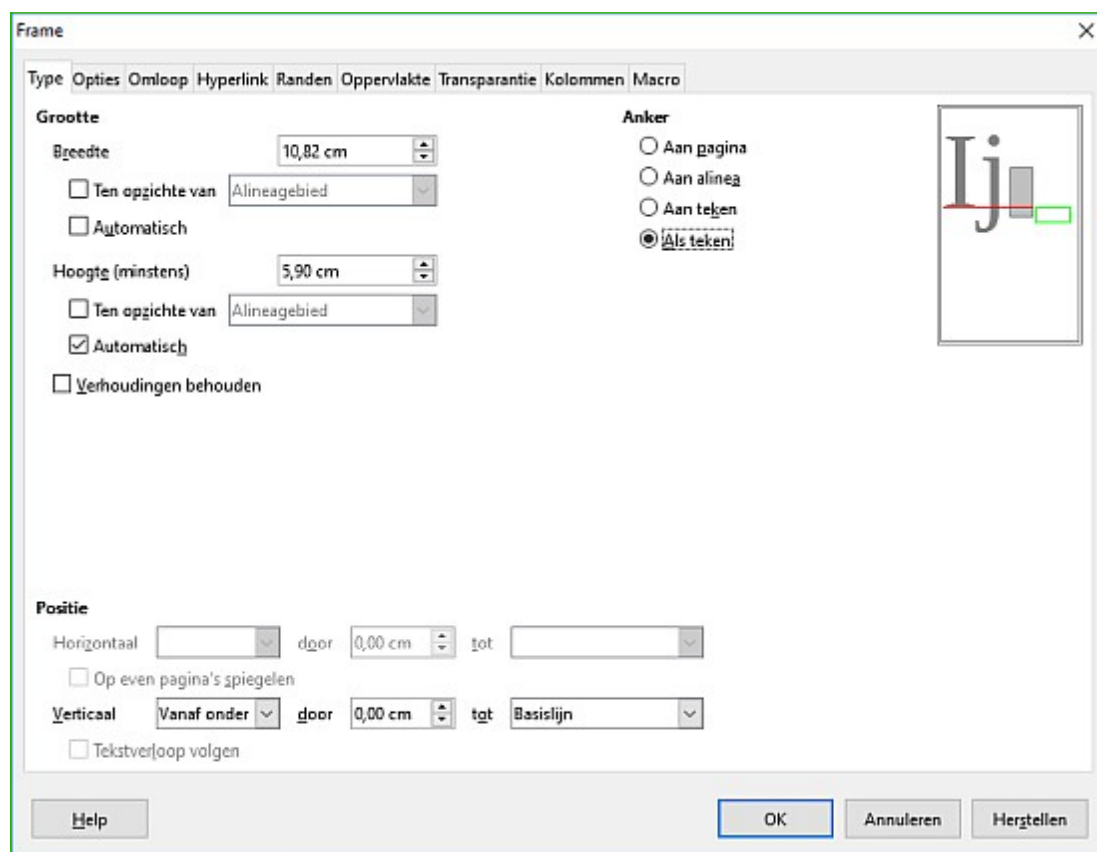 Frame
Type Opties Omloop Hyperlink Randen Oppervlakte Transparantie Kolommen Macro
Grootte
Breedte 10,82 cm
Ten opzichte van Alineagebied
Automatisch
Hoogte (minstens) 5,90 cm
Ten opzichte van Alineagebied
Automatisch
Verhoudingen behouden
Anker
Aan pagina
Aan alinea
Aan teken
Als teken
Ij
Positie
Horizontaal door 0,00 cm tot
Op even pagina's spiegelen
Verticaal Vanaf onder door 0,00 cm tot Basislijn
Tekstverloop volgen
Help OK Annuleren Herstellen